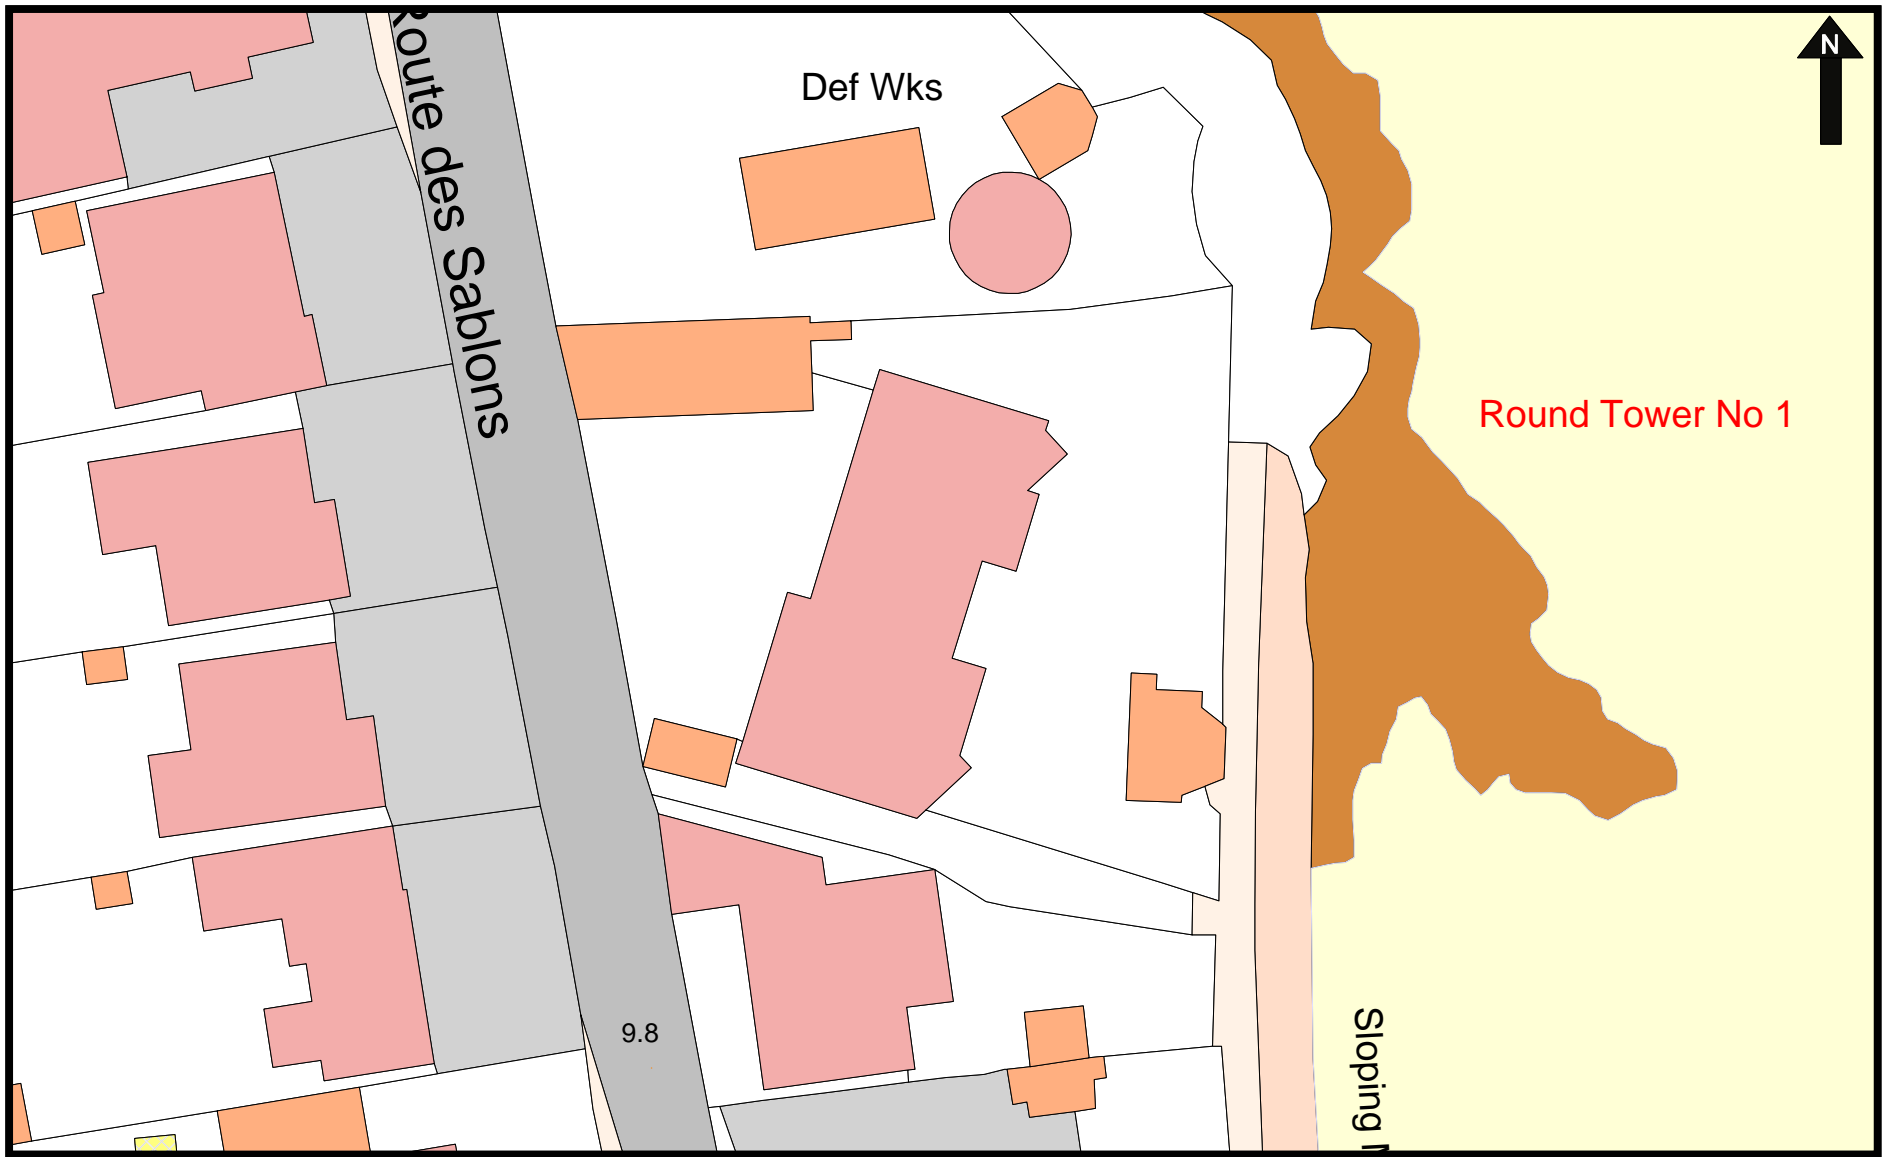 N
Def Wks
Route des Sablons
Round Tower No 1
9.8
Sloping